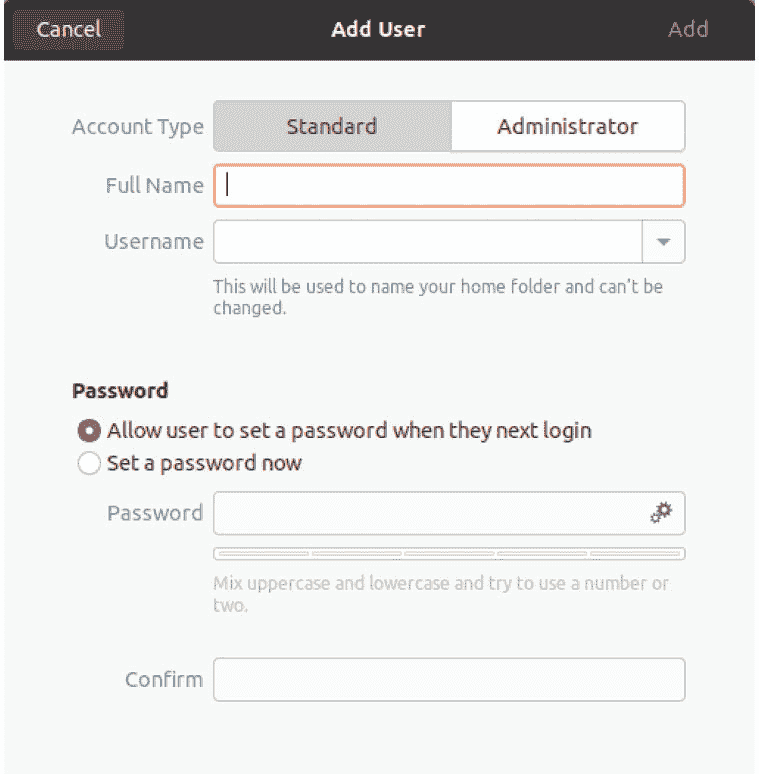 Cancel Add User Add
Account Type Standard Administrator
Full Name
Username
This will be used to name your home folder and can't be
changed.
Password
Allow user to set a password when they next login
Set a password now
Password
Mix uppercase and lowercase and try to use a number or
two.
Confirm